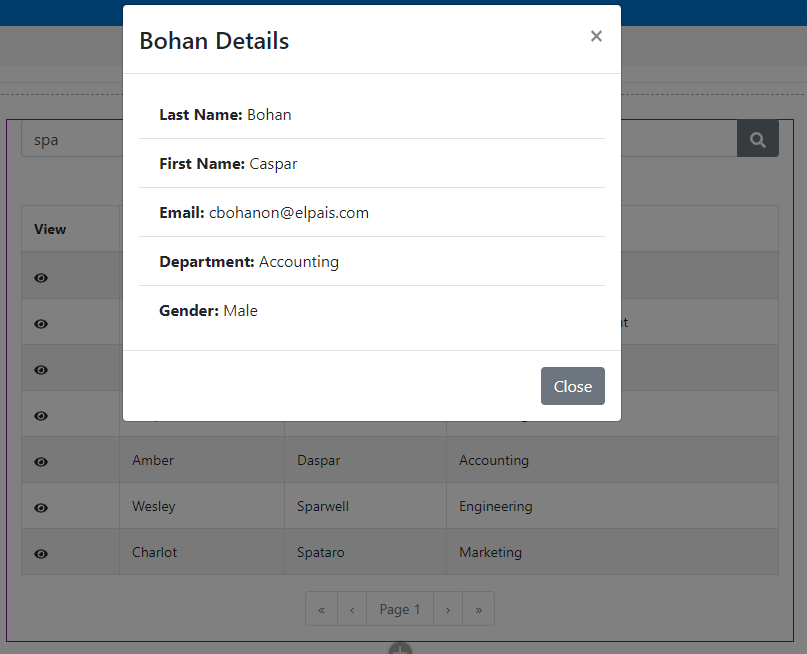 Bohan Details ×
Last Name: Bohan
First Name: Caspar
Email: cbohanon@elpais.com
Department: Accounting
Gender: Male
Close
spa
View
Amber Daspar Accounting
Wesley Sparwell Engineering
Charlot Spataro Marketing
« ‹ Page 1 › »